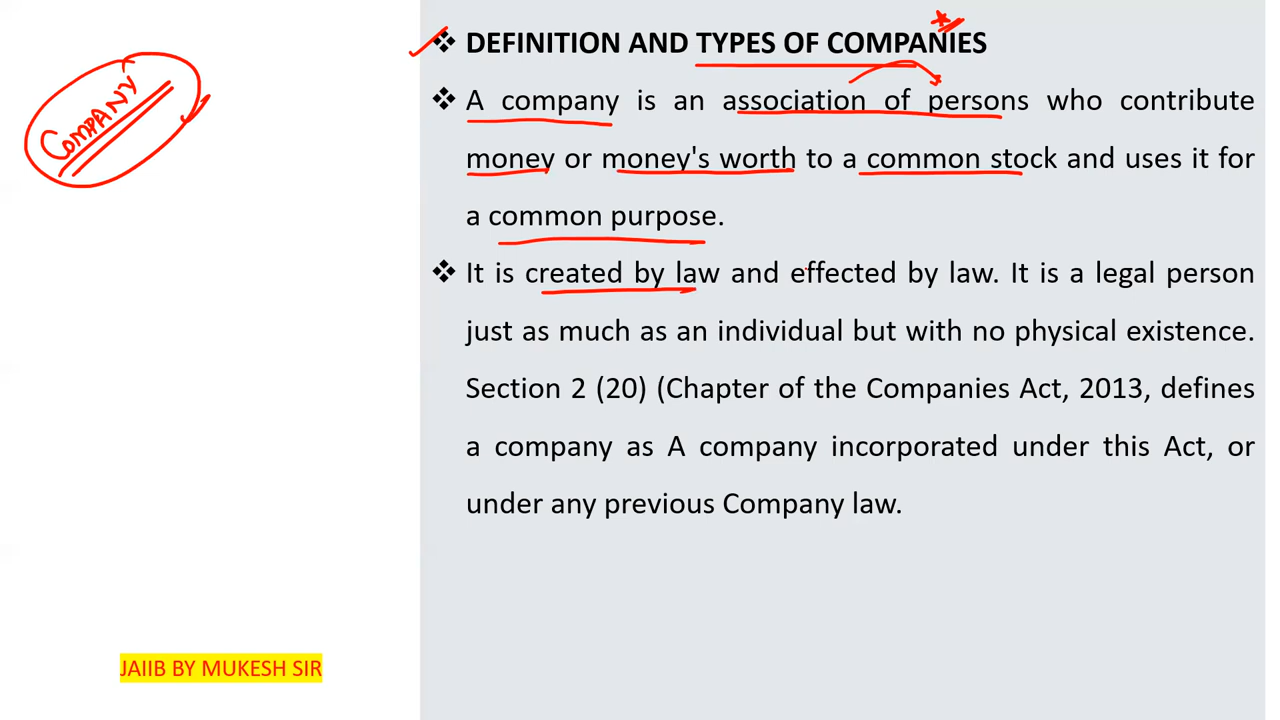 COMPANY
❖ DEFINITION AND TYPES OF COMPANIES
❖ A company is an association of persons who contribute
money or money's worth to a common stock and uses it for
a common purpose.
❖ It is created by law and effected by law. It is a legal person
just as much as an individual but with no physical existence.
Section 2 (20) (Chapter of the Companies Act, 2013, defines
a company as A company incorporated under this Act, or
under any previous Company law.
JAIIB BY MUKESH SIR